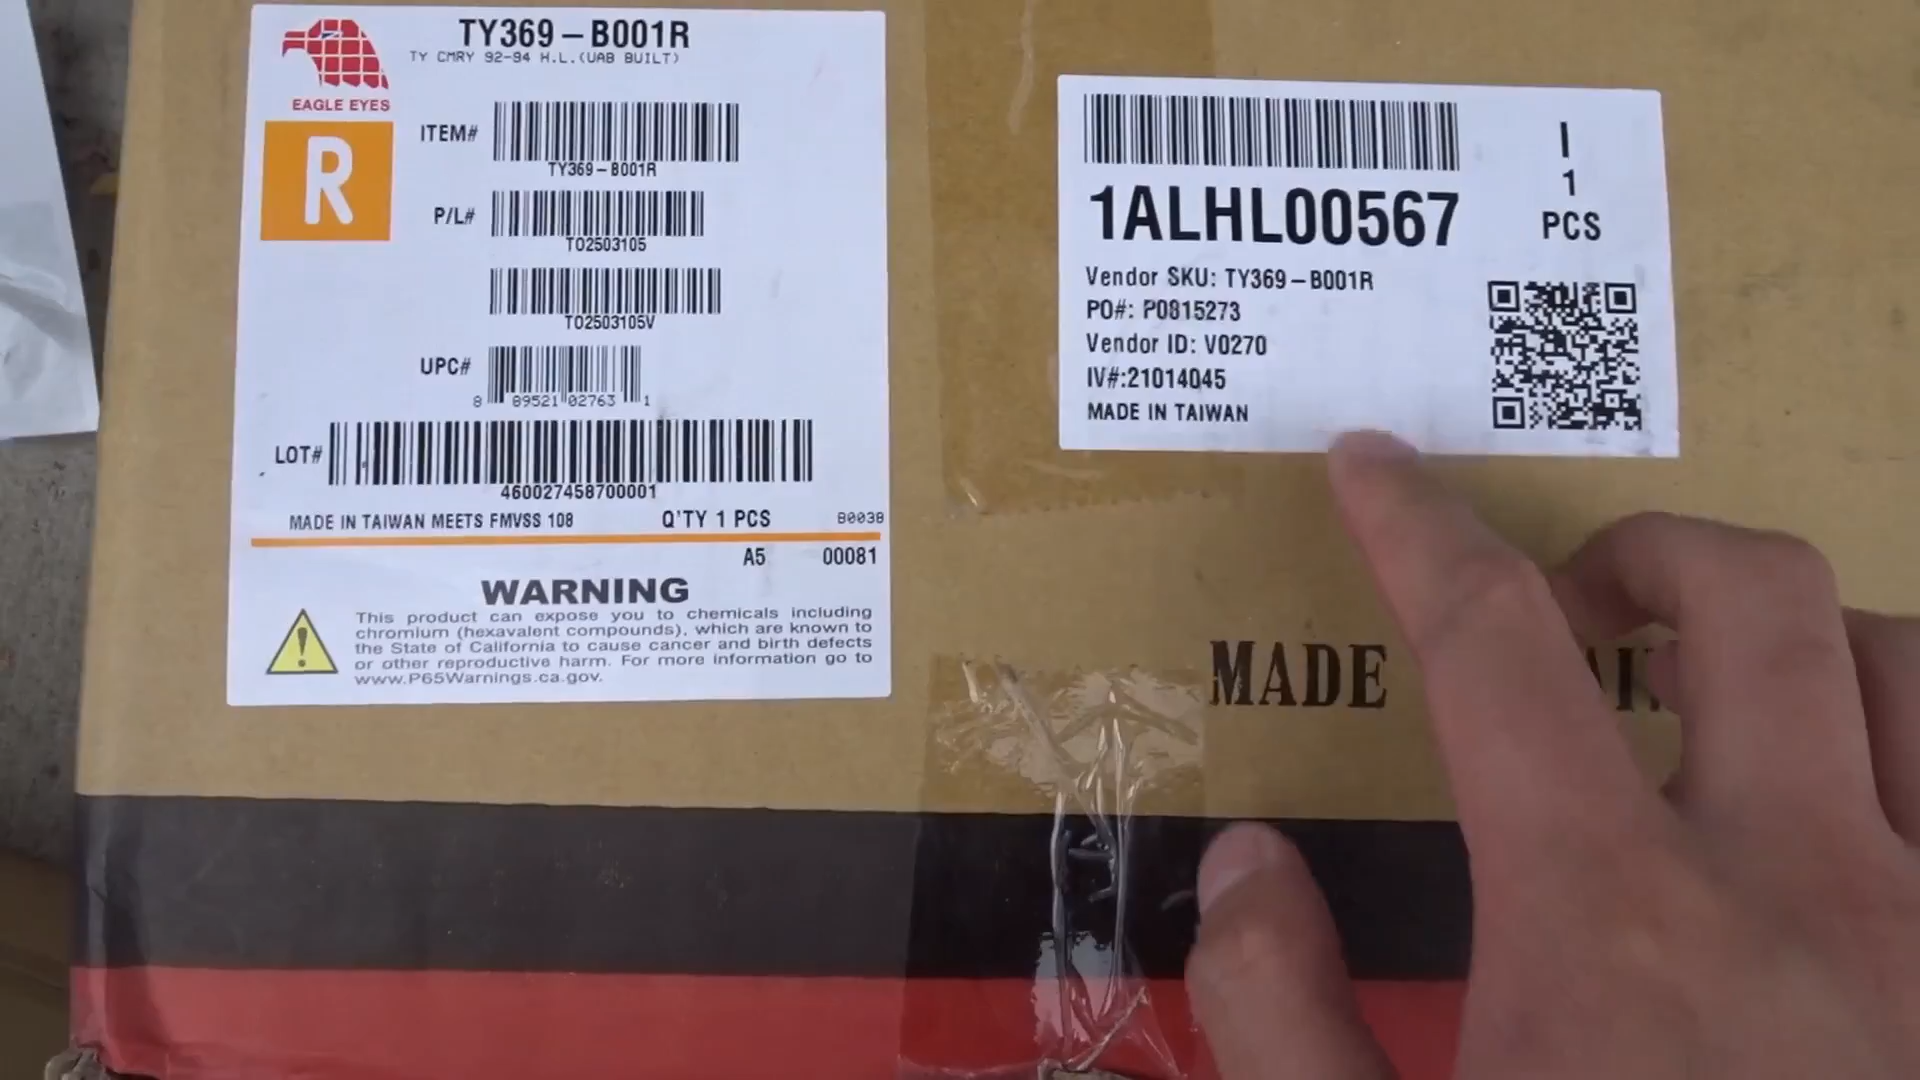 TY369-B001R
TY CMRY 92-94 H.L.(UAB BUILT)
EAGLE EYES
R
ITEM#
TY369-B001R
P/L#
TO2503105
TO2503105V
UPC#
8 89521 02763 1
LOT#
460027458700001
MADE IN TAIWAN MEETS FMVSS 108 Q'TY 1 PCS B003B
A5 00081
WARNING
This product can expose you to chemicals including
chromium (hexavalent compounds), which are known to
the State of California to cause cancer and birth defects
or other reproductive harm. For more information go to
www.P65Warnings.ca.gov.
1ALHL00567
I
1
PCS
Vendor SKU: TY369-B001R
PO#: P0815273
Vendor ID: V0270
IV#:21014045
MADE IN TAIWAN
MADE